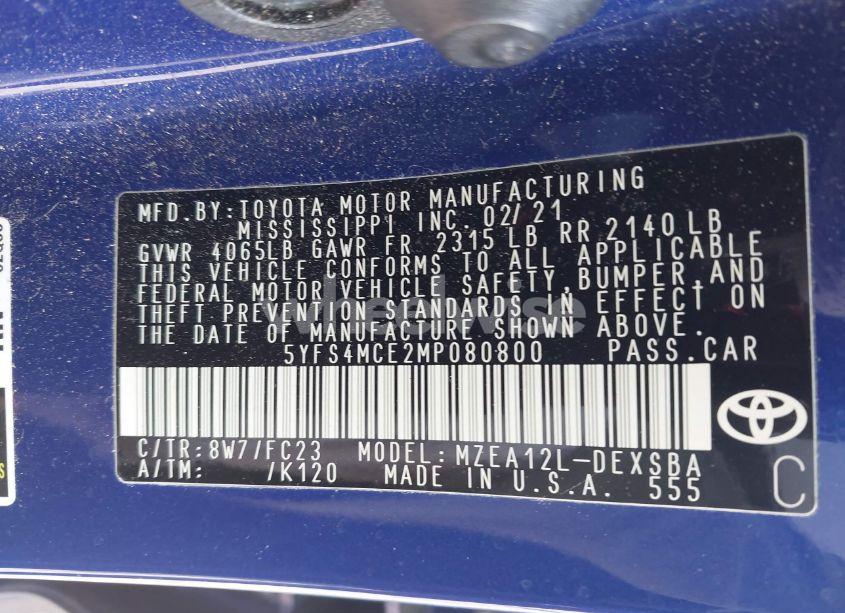 MFD.BY:TOYOTA MOTOR MANUFACTURING
MISSISSIPPI INC. 02/21
GVWR 4065LB GAWR FR 2315LB RR 2140LB
THIS VEHICLE CONFORMS TO ALL APPLICABLE
FEDERAL MOTOR VEHICLE SAFETY,BUMPER,AND
THEFT PREVENTION STANDARDS IN EFFECT ON
THE DATE OF MANUFACTURE SHOWN ABOVE.
5YFS4MCE2MP080800 PASS.CAR
C/TR:8W7/FC23 MODEL:MZEA12L-DEXSBA
A/TM: /K120 MADE IN U.S.A. 555
C
wheelwise